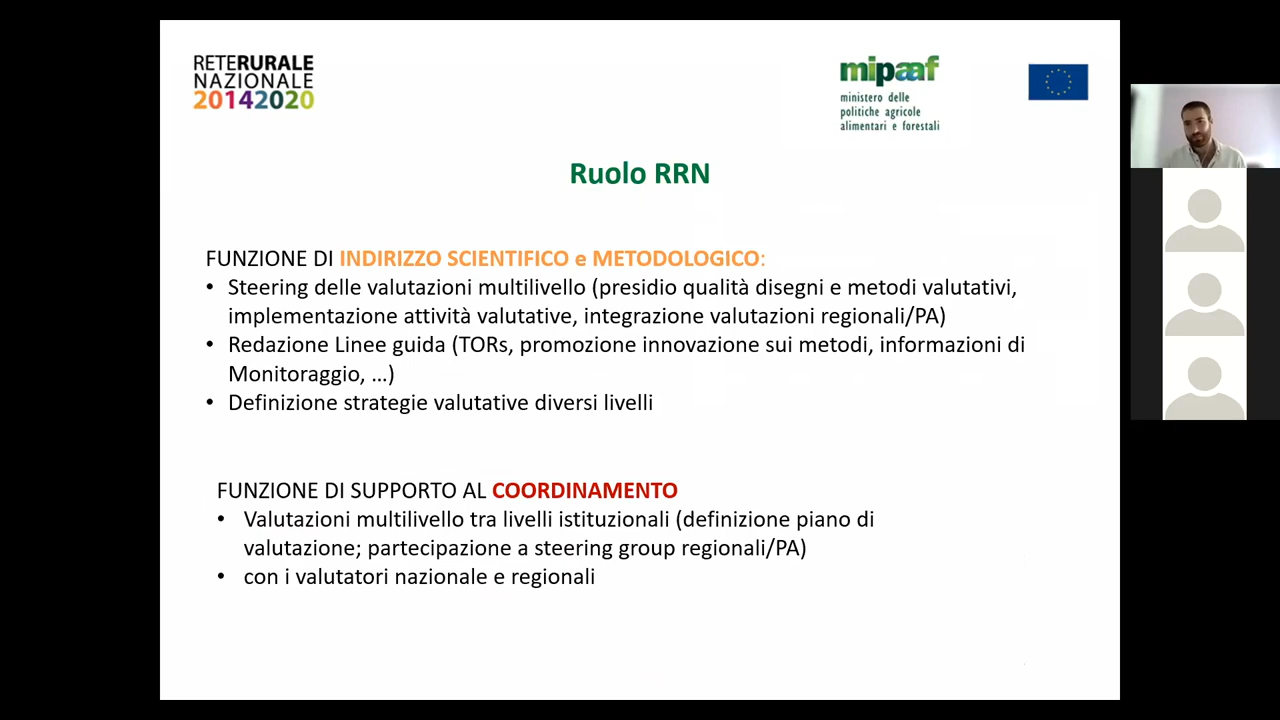 RETERURALE
NAZIONALE
20142020
mipaaf
ministero delle
politiche agricole
alimentari e forestali
Ruolo RRN
FUNZIONE DI INDIRIZZO SCIENTIFICO e METODOLOGICO:
• Steering delle valutazioni multilivello (presidio qualità disegni e metodi valutativi,
implementazione attività valutative, integrazione valutazioni regionali/PA)
• Redazione Linee guida (TORs, promozione innovazione sui metodi, informazioni di
Monitoraggio, …)
• Definizione strategie valutative diversi livelli
FUNZIONE DI SUPPORTO AL COORDINAMENTO
• Valutazioni multilivello tra livelli istituzionali (definizione piano di
valutazione; partecipazione a steering group regionali/PA)
• con i valutatori nazionale e regionali